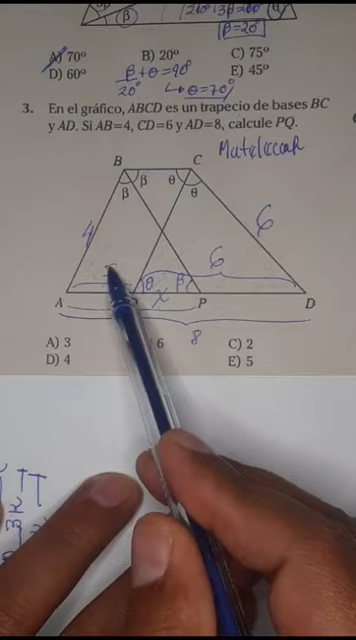 β
β=20°
A) 70° B) 20° C) 75°
D) 60° β+θ=90° E) 45°
20° ↳θ=70°
3. En el gráfico, ABCD es un trapecio de bases BC
y AD. Si AB=4, CD=6 y AD=8, calcule PQ.
B C
β θ
β θ
4 6
6
θ β
A x P D
8
A) 3 6 C) 2
D) 4 E) 5